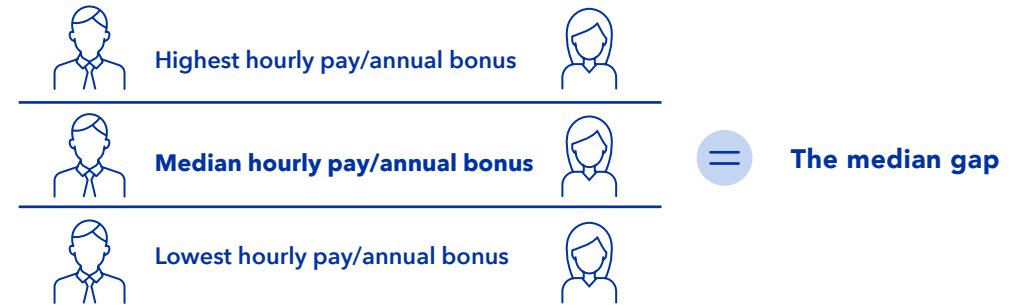 Highest hourly pay/annual bonus
Median hourly pay/annual bonus
= The median gap
Lowest hourly pay/annual bonus